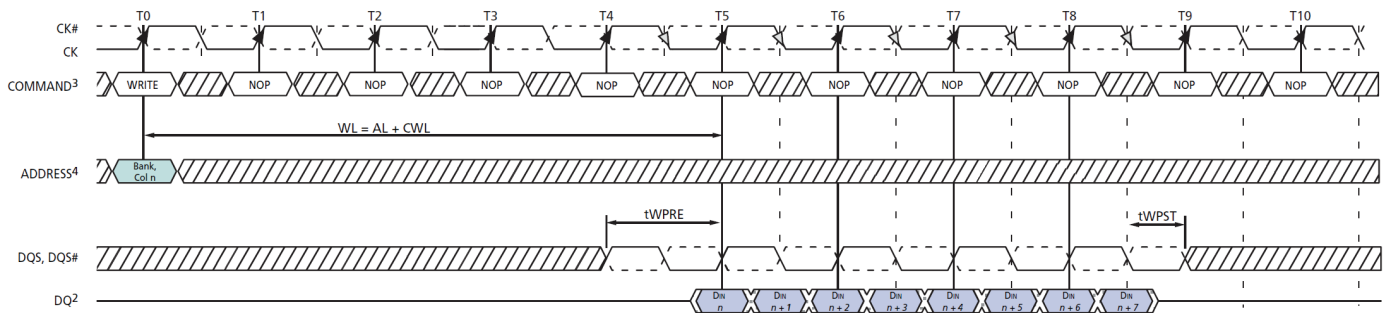 T0 T1 T2 T3 T4 T5 T6 T7 T8 T9 T10
CK#
CK
COMMAND3 WRITE NOP NOP NOP NOP NOP NOP NOP NOP NOP NOP
WL = AL + CWL
ADDRESS4 Bank,
Col n
tWPRE tWPST
DQS, DQS#
DQ2 DIN DIN DIN DIN DIN DIN DIN DIN
n n + 1 n + 2 n + 3 n + 4 n + 5 n + 6 n + 7